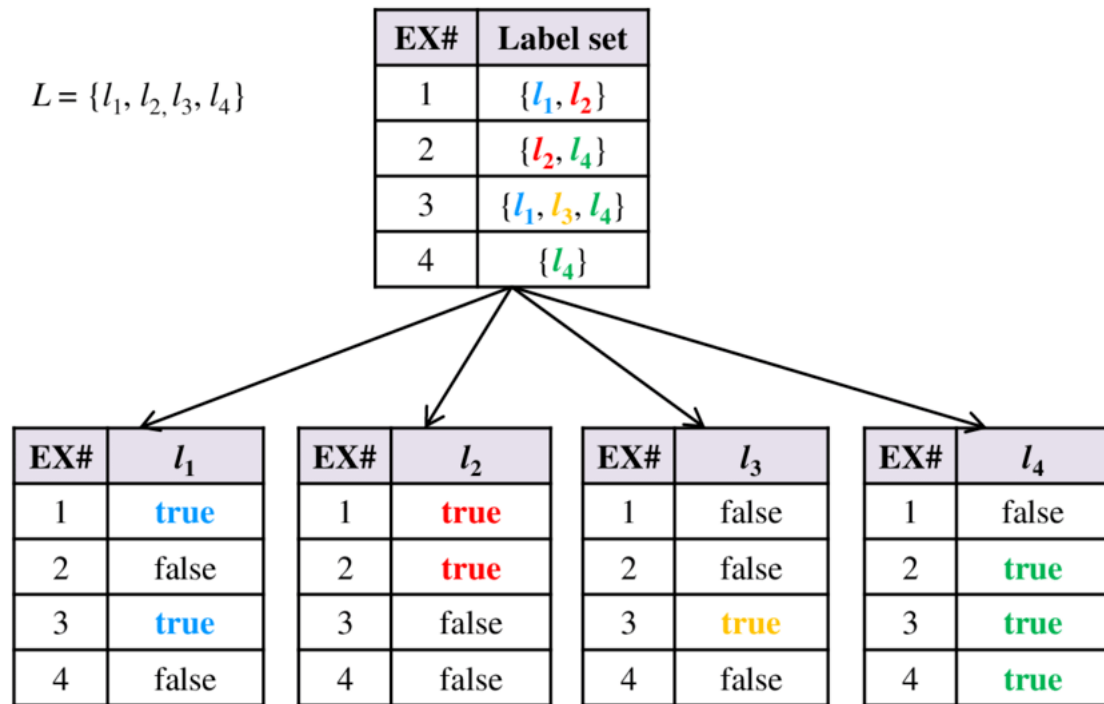 EX# Label set
L = {l1, l2, l3, l4}
1 {l1, l2}
2 {l2, l4}
3 {l1, l3, l4}
4 {l4}
EX# l1
1 true
2 false
3 true
4 false
EX# l2
1 true
2 true
3 false
4 false
EX# l3
1 false
2 false
3 true
4 false
EX# l4
1 false
2 true
3 true
4 true